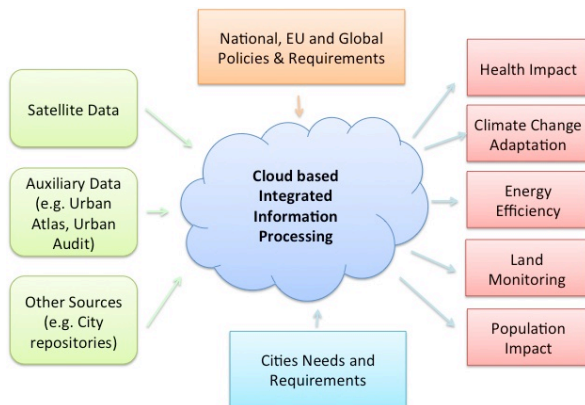 National, EU and Global
Policies & Requirements
Satellite Data
Auxiliary Data
(e.g. Urban
Atlas, Urban
Audit)
Other Sources
(e.g. City
repositories)
Cloud based
Integrated
Information
Processing
Cities Needs and
Requirements
Health Impact
Climate Change
Adaptation
Energy
Efficiency
Land
Monitoring
Population
Impact